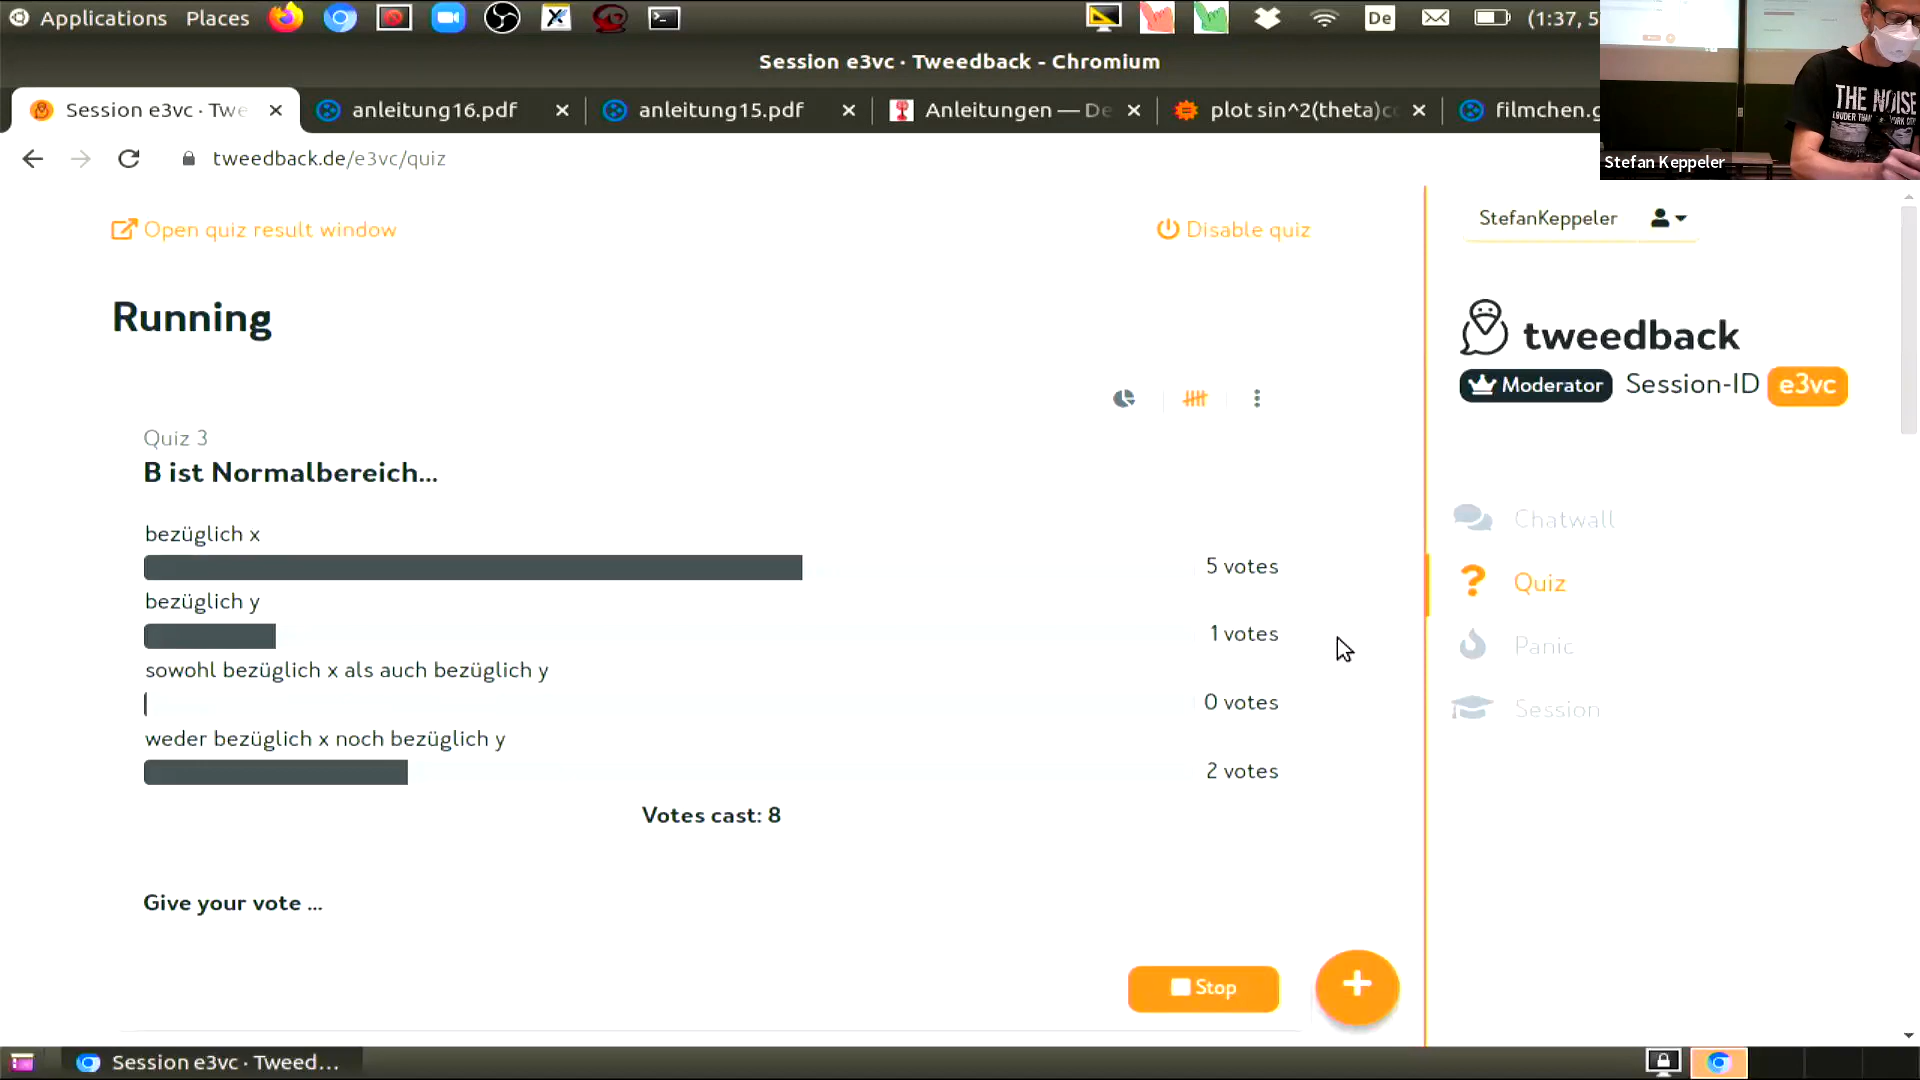 Applications Places De (1:37, 5
Session e3vc · Tweedback - Chromium
Session e3vc · Twe anleitung16.pdf anleitung15.pdf Anleitungen — De plot sin^2(theta)c filmchen.g
THE NOISE
LOUDER THAN
Stefan Keppeler
tweedback.de/e3vc/quiz
Open quiz result window Disable quiz
StefanKeppeler
Running
tweedback
Moderator Session-ID e3vc
Quiz 3
B ist Normalbereich...
bezüglich x
5 votes
bezüglich y
1 votes
sowohl bezüglich x als auch bezüglich y
0 votes
weder bezüglich x noch bezüglich y
2 votes
Votes cast: 8
Give your vote ...
Stop
Chatwall
Quiz
Panic
Session
Session e3vc · Tweed...